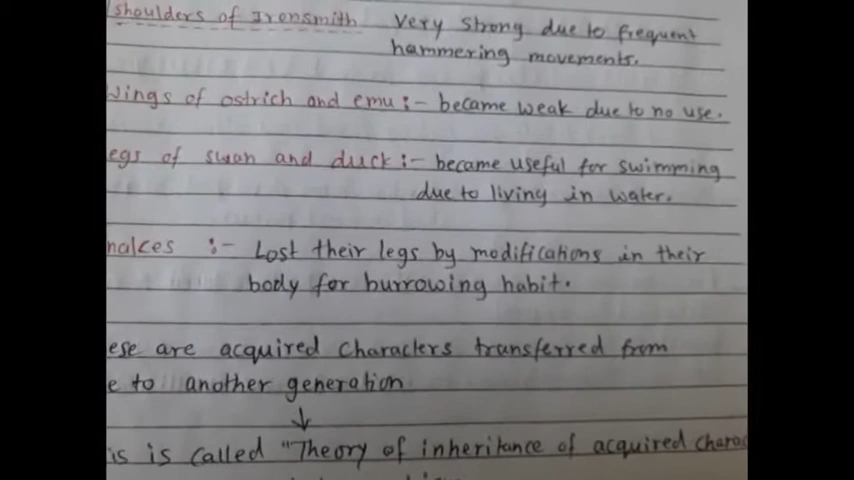 shoulders of Ironsmith very strong due to frequent
hammering movements.
wings of ostrich and emu :- became weak due to no use.
egs of swan and duck :- became useful for swimming
due to living in water.
nakes :- Lost their legs by modifications in their
body for burrowing habit.
ese are acquired characters transferred from
e to another generation
↓
is is called "Theory of inheritance of acquired charac